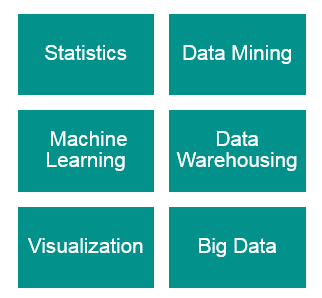 Statistics
Data Mining
Machine
Learning
Data
Warehousing
Visualization
Big Data